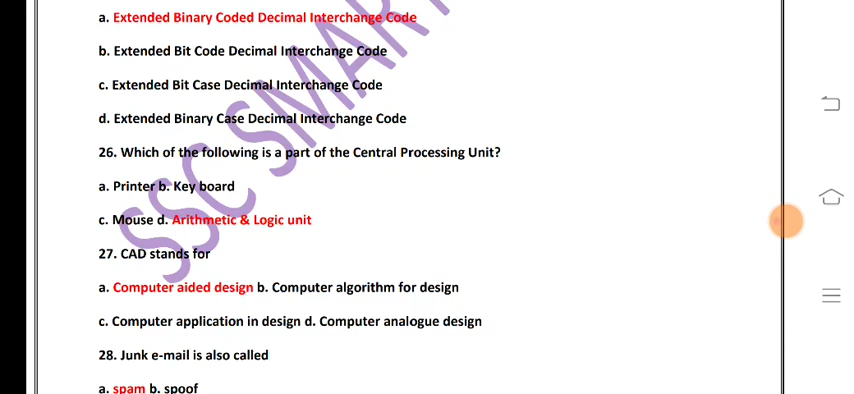 a. Extended Binary Coded Decimal Interchange Code
b. Extended Bit Code Decimal Interchange Code
c. Extended Bit Case Decimal Interchange Code
d. Extended Binary Case Decimal Interchange Code
26. Which of the following is a part of the Central Processing Unit?
a. Printer b. Key board
c. Mouse d. Arithmetic & Logic unit
27. CAD stands for
a. Computer aided design b. Computer algorithm for design
c. Computer application in design d. Computer analogue design
28. Junk e-mail is also called
a. spam b. spoof
SSC SMAR